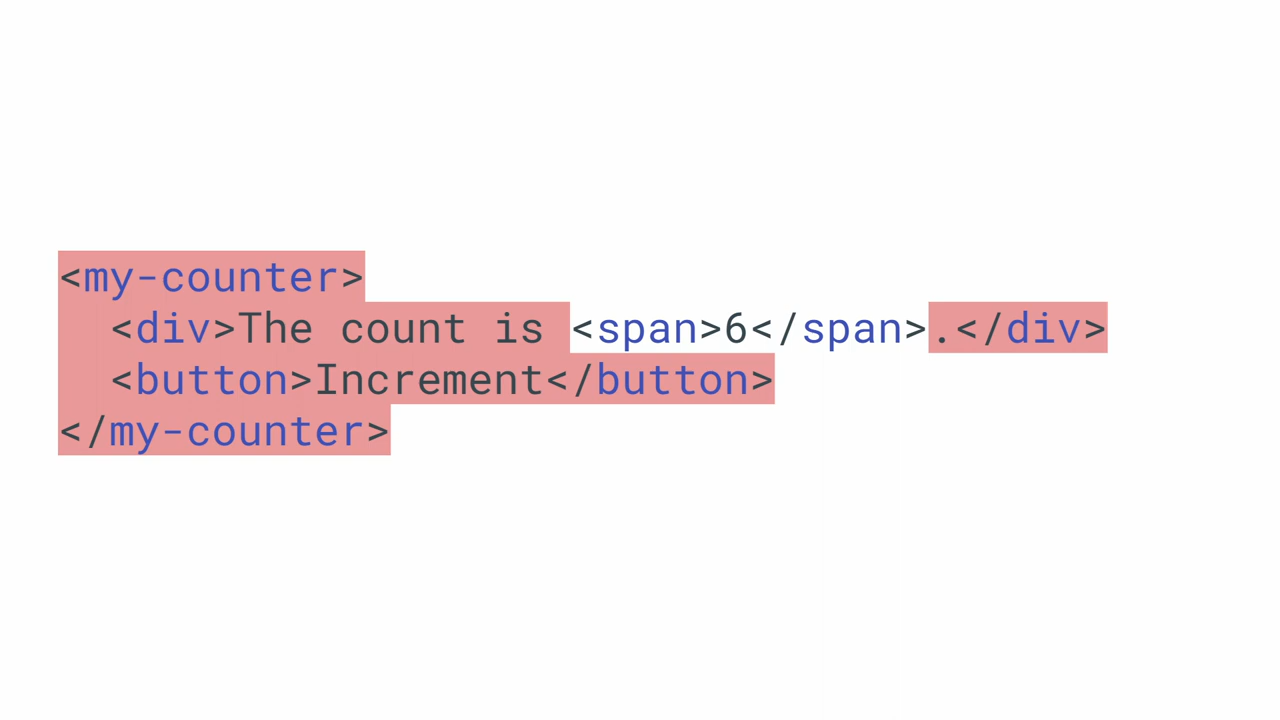 <my-counter>
  <div>The count is <span>6</span>.</div>
  <button>Increment</button>
</my-counter>